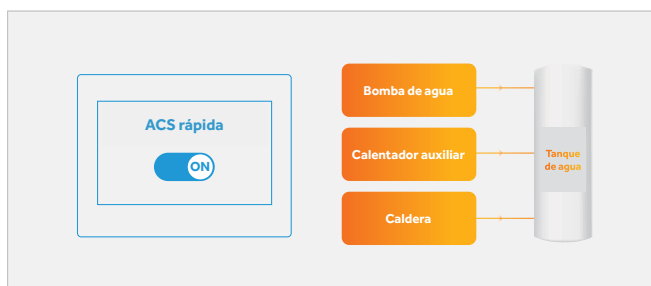 ACS rápida
ON
Bomba de agua
Calentador auxiliar
Caldera
Tanque
de agua